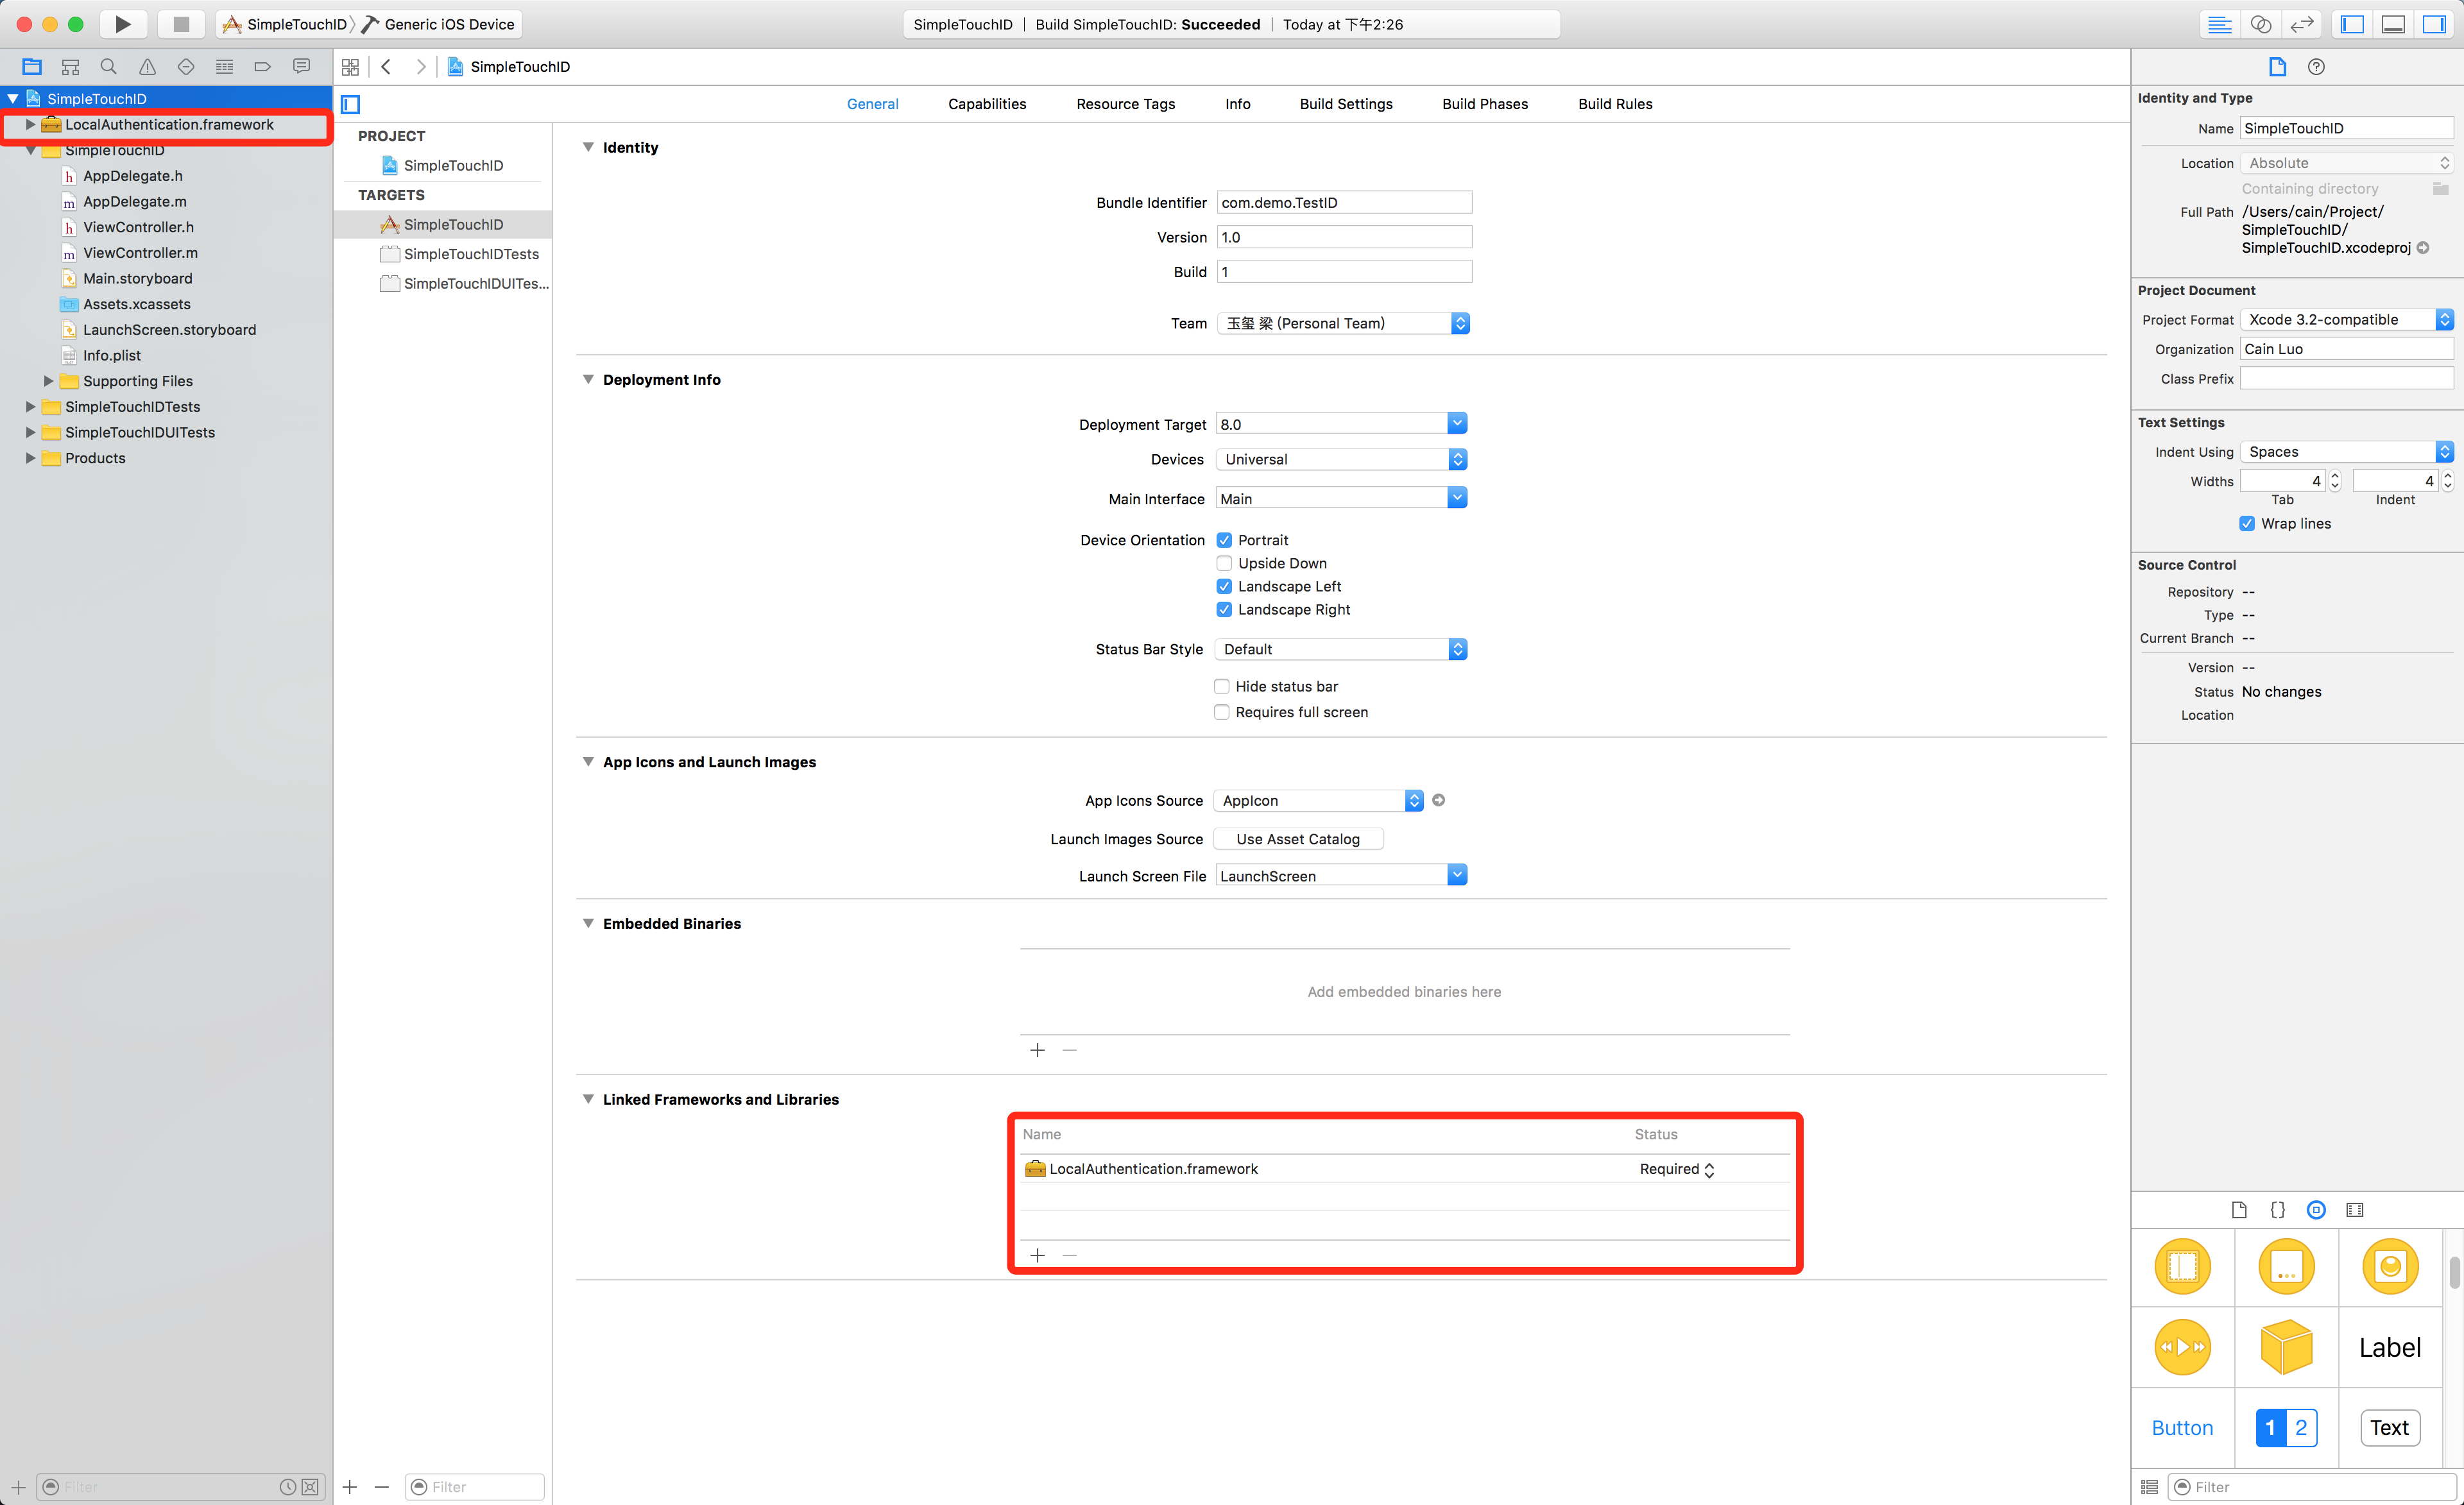 SimpleTouchID Generic iOS Device
SimpleTouchID Build SimpleTouchID: Succeeded Today at 下午2:26
SimpleTouchID
SimpleTouchID
LocalAuthentication.framework
SimpleTouchID
AppDelegate.h
AppDelegate.m
ViewController.h
ViewController.m
Main.storyboard
Assets.xcassets
LaunchScreen.storyboard
Info.plist
Supporting Files
SimpleTouchIDTests
SimpleTouchIDUITests
Products
Filter
General Capabilities Resource Tags Info Build Settings Build Phases Build Rules
PROJECT
SimpleTouchID
TARGETS
SimpleTouchID
SimpleTouchIDTests
SimpleTouchIDUITes...
Filter
Identity
Bundle Identifier com.demo.TestID
Version 1.0
Build 1
Team 玉玺 梁 (Personal Team)
Deployment Info
Deployment Target 8.0
Devices Universal
Main Interface Main
Device Orientation Portrait
Upside Down
Landscape Left
Landscape Right
Status Bar Style Default
Hide status bar
Requires full screen
App Icons and Launch Images
App Icons Source AppIcon
Launch Images Source Use Asset Catalog
Launch Screen File LaunchScreen
Embedded Binaries
Add embedded binaries here
Linked Frameworks and Libraries
Name Status
LocalAuthentication.framework Required
Identity and Type
Name SimpleTouchID
Location Absolute
Containing directory
Full Path /Users/cain/Project/
SimpleTouchID/
SimpleTouchID.xcodeproj
Project Document
Project Format Xcode 3.2-compatible
Organization Cain Luo
Class Prefix
Text Settings
Indent Using Spaces
Widths 4 4
Tab Indent
Wrap lines
Source Control
Repository --
Type --
Current Branch --
Version --
Status No changes
Location
Label
Button 1 2 Text
Filter